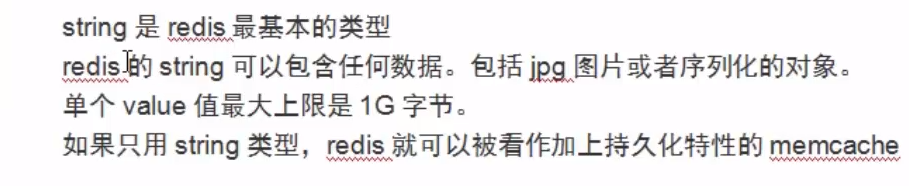 string 是 redis 最基本的类型
redis 的 string 可以包含任何数据。包括 jpg 图片或者序列化的对象。
单个 value 值最大上限是 1G 字节。
如果只用 string 类型，redis 就可以被看作加上持久化特性的 memcache